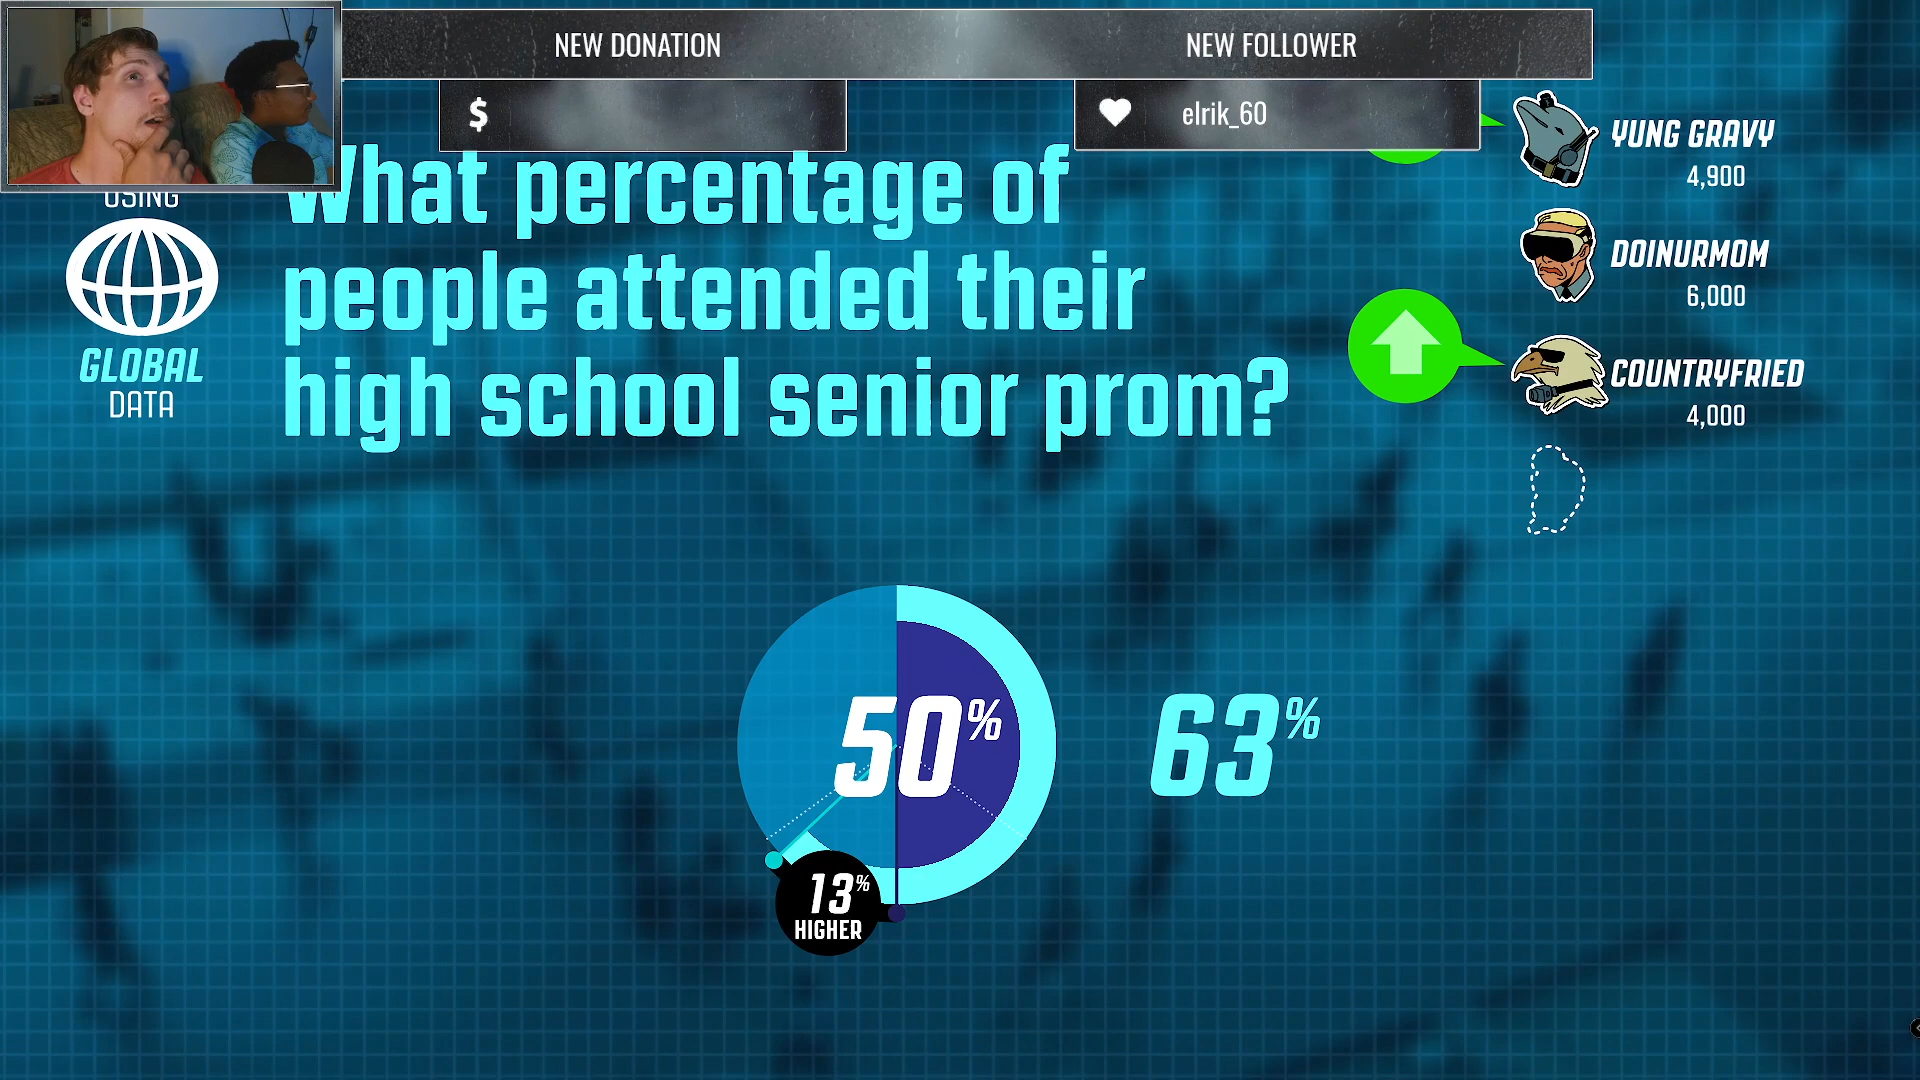 NEW DONATION
NEW FOLLOWER
$
elrik_60
USING
GLOBAL
DATA
What percentage of
people attended their
high school senior prom?
YUNG GRAVY
4,900
DOINURMOM
6,000
COUNTRYFRIED
4,000
50%
63%
13%
HIGHER